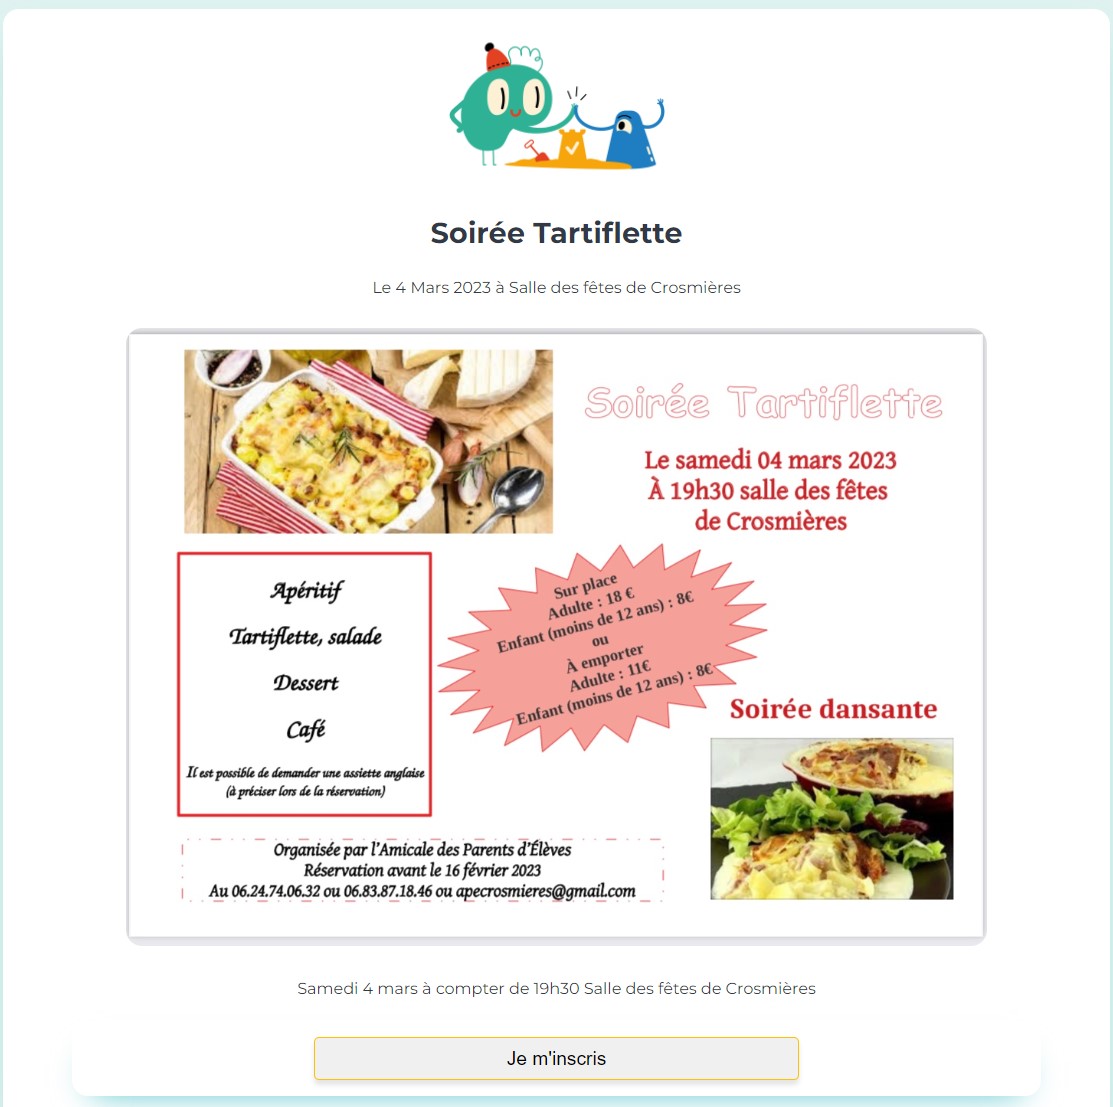 Soirée Tartiflette
Le 4 Mars 2023 à Salle des fêtes de Crosmières
Soirée Tartiflette
Le samedi 04 mars 2023
À 19h30 salle des fêtes
de Crosmières
Apéritif
Tartiflette, salade
Dessert
Café
Il est possible de demander une assiette anglaise
(à préciser lors de la réservation)
Sur place
Adulte : 18 €
Enfant (moins de 12 ans) : 8€
ou
À emporter
Adulte : 11€
Enfant (moins de 12 ans) : 8€
Soirée dansante
Organisée par l'Amicale des Parents d'Élèves
Réservation avant le 16 février 2023
Au 06.24.74.06.32 ou 06.83.87.18.46 ou apecrosmieres@gmail.com
Samedi 4 mars à compter de 19h30 Salle des fêtes de Crosmières
Je m'inscris